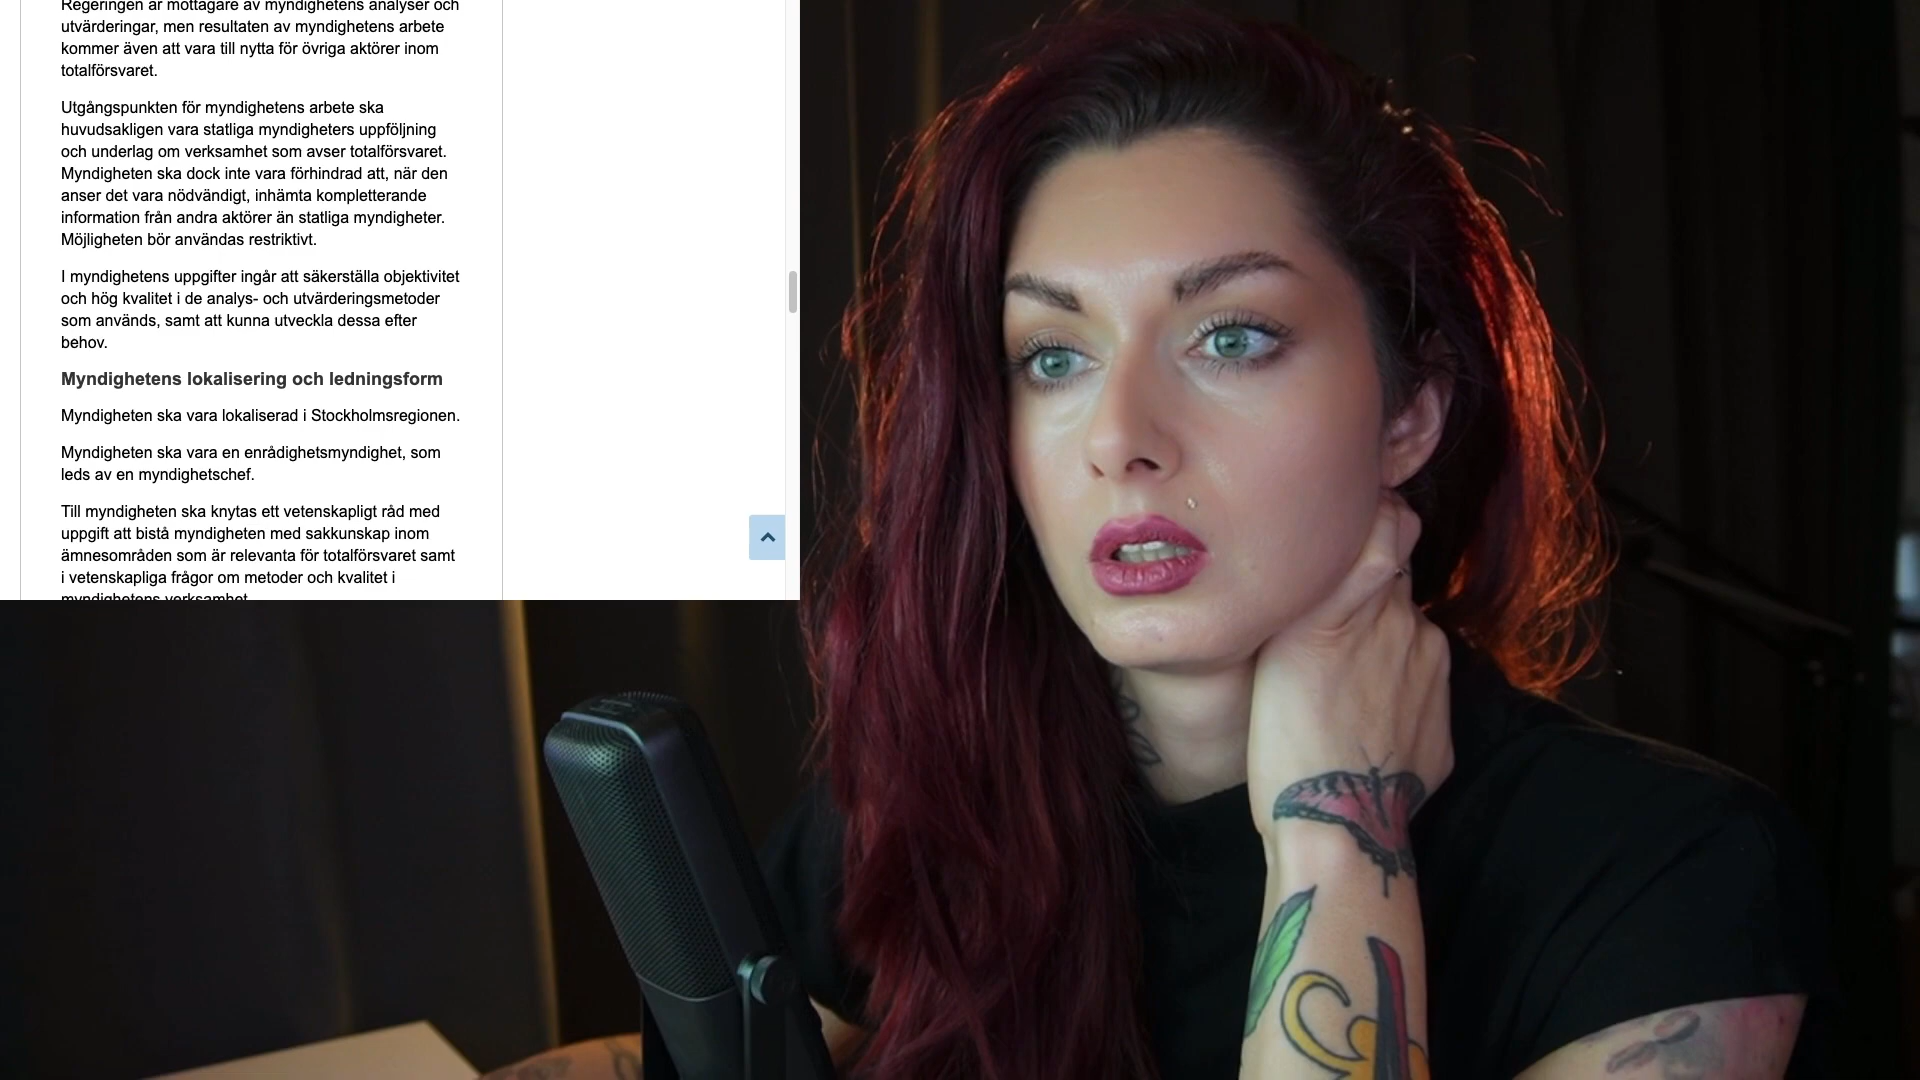 Regeringen är mottagare av myndighetens analyser och
utvärderingar, men resultaten av myndighetens arbete
kommer även att vara till nytta för övriga aktörer inom
totalförsvaret.
Utgångspunkten för myndighetens arbete ska
huvudsakligen vara statliga myndigheters uppföljning
och underlag om verksamhet som avser totalförsvaret.
Myndigheten ska dock inte vara förhindrad att, när den
anser det vara nödvändigt, inhämta kompletterande
information från andra aktörer än statliga myndigheter.
Möjligheten bör användas restriktivt.
I myndighetens uppgifter ingår att säkerställa objektivitet
och hög kvalitet i de analys- och utvärderingsmetoder
som används, samt att kunna utveckla dessa efter
behov.
Myndighetens lokalisering och ledningsform
Myndigheten ska vara lokaliserad i Stockholmsregionen.
Myndigheten ska vara en enrådighetsmyndighet, som
leds av en myndighetschef.
Till myndigheten ska knytas ett vetenskapligt råd med
uppgift att bistå myndigheten med sakkunskap inom
ämnesområden som är relevanta för totalförsvaret samt
i vetenskapliga frågor om metoder och kvalitet i
myndighetens verksamhet.